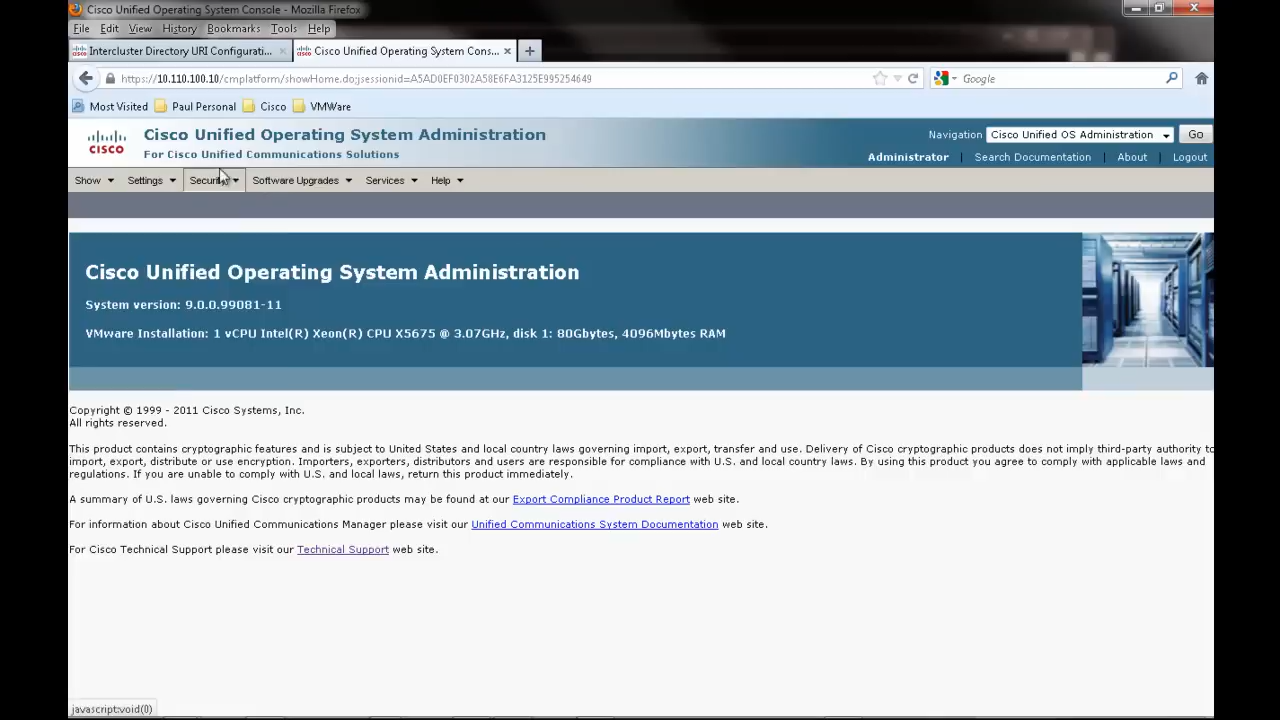 Cisco Unified Operating System Console - Mozilla Firefox
File Edit View History Bookmarks Tools Help
Intercluster Directory URI Configurati... Cisco Unified Operating System Cons...
https://10.110.100.10/cmplatform/showHome.do;jsessionid=A5AD0EF0302A58E6FA3125E995254649 Google
Most Visited Paul Personal Cisco VMWare
CISCO
Cisco Unified Operating System Administration
For Cisco Unified Communications Solutions
Navigation Cisco Unified OS Administration Go
Administrator | Search Documentation | About | Logout
Show Settings Security Software Upgrades Services Help
Cisco Unified Operating System Administration
System version: 9.0.0.99081-11
VMware Installation: 1 vCPU Intel(R) Xeon(R) CPU X5675 @ 3.07GHz, disk 1: 80Gbytes, 4096Mbytes RAM
Copyright © 1999 - 2011 Cisco Systems, Inc.
All rights reserved.
This product contains cryptographic features and is subject to United States and local country laws governing import, export, transfer and use. Delivery of Cisco cryptographic products does not imply third-party authority to
import, export, distribute or use encryption. Importers, exporters, distributors and users are responsible for compliance with U.S. and local country laws. By using this product you agree to comply with applicable laws and
regulations. If you are unable to comply with U.S. and local laws, return this product immediately.
A summary of U.S. laws governing Cisco cryptographic products may be found at our Export Compliance Product Report web site.
For information about Cisco Unified Communications Manager please visit our Unified Communications System Documentation web site.
For Cisco Technical Support please visit our Technical Support web site.
javascript:void(0)